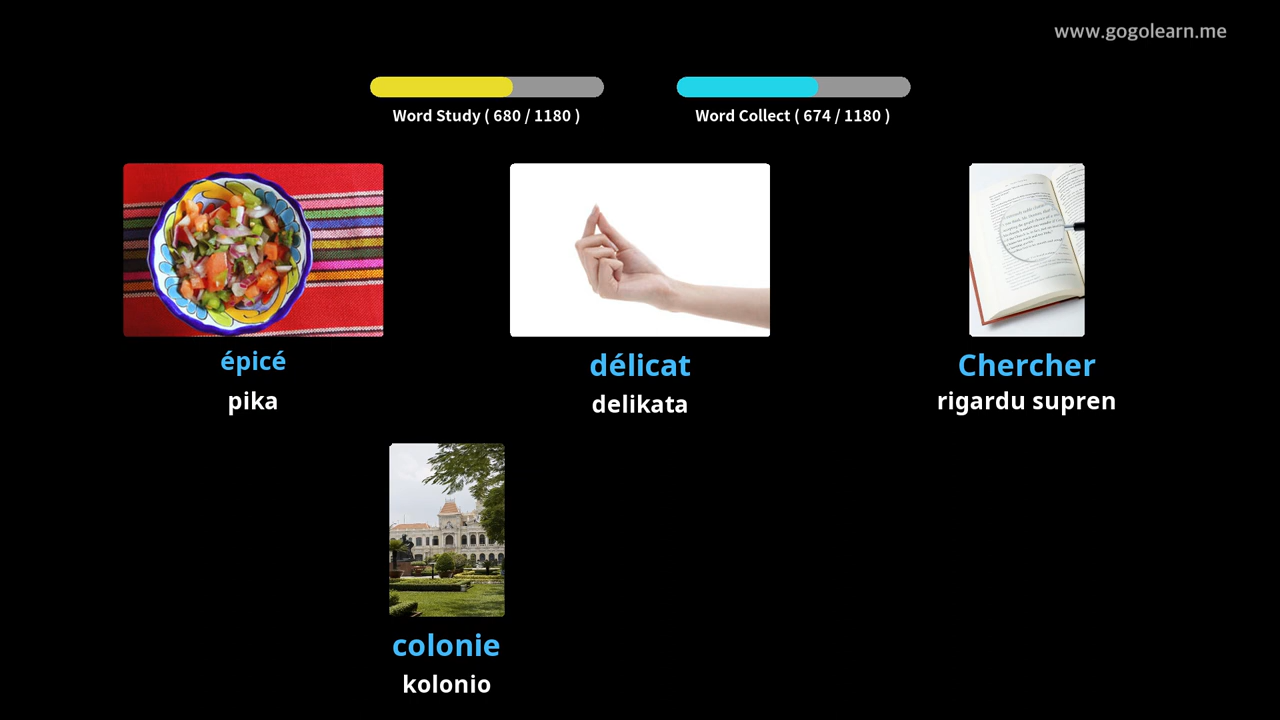 www.gogolearn.me
Word Study ( 680 / 1180 )
Word Collect ( 674 / 1180 )
épicé
délicat
Chercher
pika
delikata
rigardu supren
colonie
kolonio